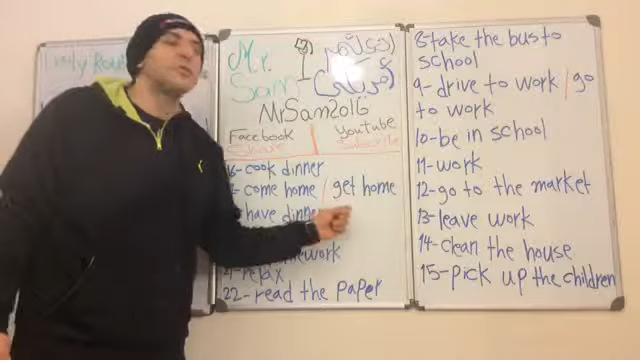 Mr.
Sam
MrSam2016
Facebook
Youtube
Share
Subscribe
cook dinner
come home / get home
have dinner
relax
22- read the paper
8- take the bus to
school
9- drive to work / go
to work
10- be in school
11- work
12- go to the market
13- leave work
14- clean the house
15- pick up the children